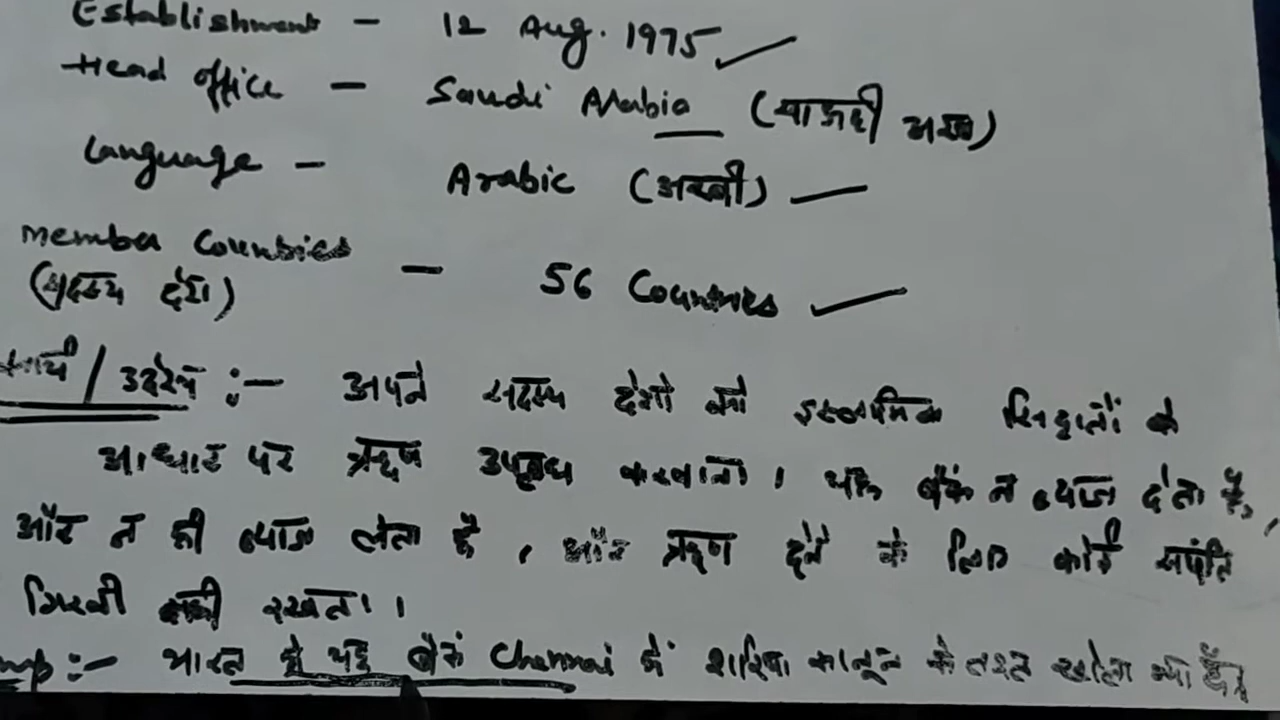 Establishment - 12 Aug. 1975
Head office - Saudi Arabia (साऊदी अरब)
Language - Arabic (अरबी)
Member Countries - 56 Countries
(सदस्य देश)
कार्य / उद्देश्य :- अपने सदस्य देशो को इस्लामिक सिद्धातों के
आधार पर ऋण उपलब्ध करवाना। यह बैंक न ब्याज देता है,
और न ही ब्याज लेता है, और ऋण देने के लिए कोई संपति
गिरवी नही रखता।
Imp :- भारत मे यह बैंक Chennai में शरिया कानून के तहत खोला गया है।